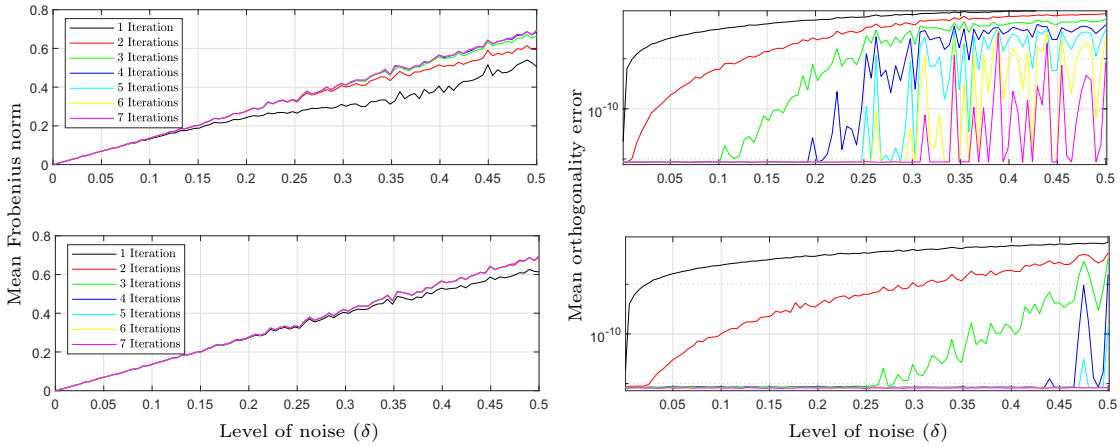 Mean Frobenius norm
0.8
0.6
0.4
0.2
0
1 Iteration
2 Iterations
3 Iterations
4 Iterations
5 Iterations
6 Iterations
7 Iterations
0 0.05 0.1 0.15 0.2 0.25 0.3 0.35 0.4 0.45 0.5
0.8
0.6
0.4
0.2
0
1 Iteration
2 Iterations
3 Iterations
4 Iterations
5 Iterations
6 Iterations
7 Iterations
0 0.05 0.1 0.15 0.2 0.25 0.3 0.35 0.4 0.45 0.5
Level of noise (δ)
Mean orthogonality error
10^-10
0.05 0.1 0.15 0.2 0.25 0.3 0.35 0.4 0.45 0.5
10^-10
0.05 0.1 0.15 0.2 0.25 0.3 0.35 0.4 0.45 0.5
Level of noise (δ)